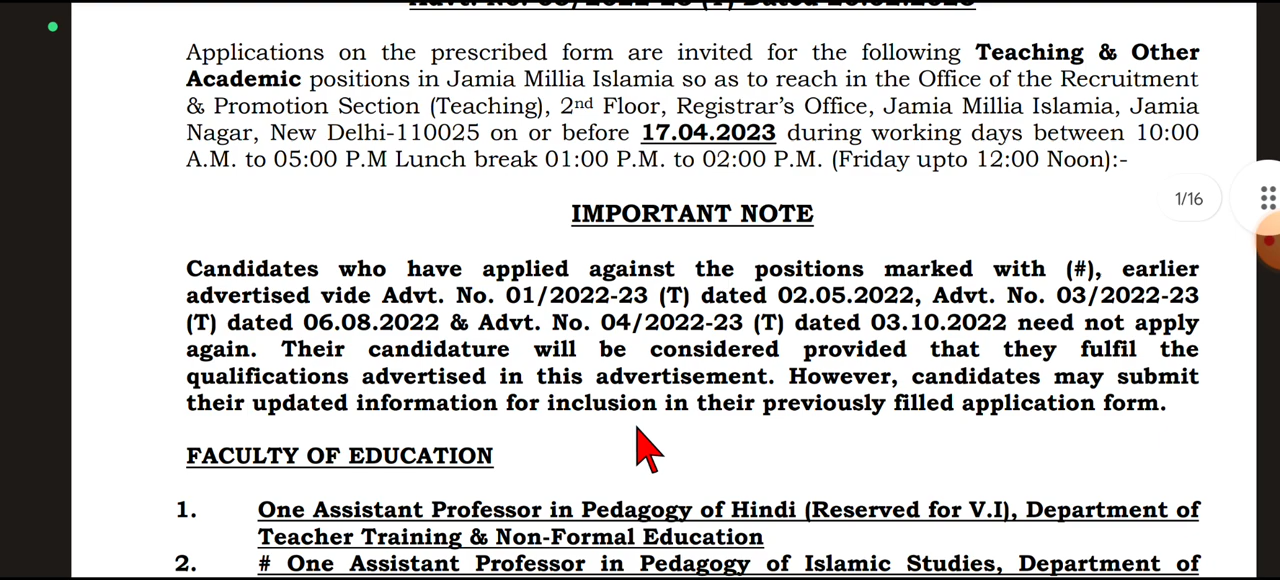 Applications on the prescribed form are invited for the following Teaching & Other
Academic positions in Jamia Millia Islamia so as to reach in the Office of the Recruitment
& Promotion Section (Teaching), 2nd Floor, Registrar's Office, Jamia Millia Islamia, Jamia
Nagar, New Delhi-110025 on or before 17.04.2023 during working days between 10:00
A.M. to 05:00 P.M Lunch break 01:00 P.M. to 02:00 P.M. (Friday upto 12:00 Noon):-
1/16
IMPORTANT NOTE
Candidates who have applied against the positions marked with (#), earlier
advertised vide Advt. No. 01/2022-23 (T) dated 02.05.2022, Advt. No. 03/2022-23
(T) dated 06.08.2022 & Advt. No. 04/2022-23 (T) dated 03.10.2022 need not apply
again. Their candidature will be considered provided that they fulfil the
qualifications advertised in this advertisement. However, candidates may submit
their updated information for inclusion in their previously filled application form.
FACULTY OF EDUCATION
1. One Assistant Professor in Pedagogy of Hindi (Reserved for V.I), Department of
Teacher Training & Non-Formal Education
2. # One Assistant Professor in Pedagogy of Islamic Studies, Department of